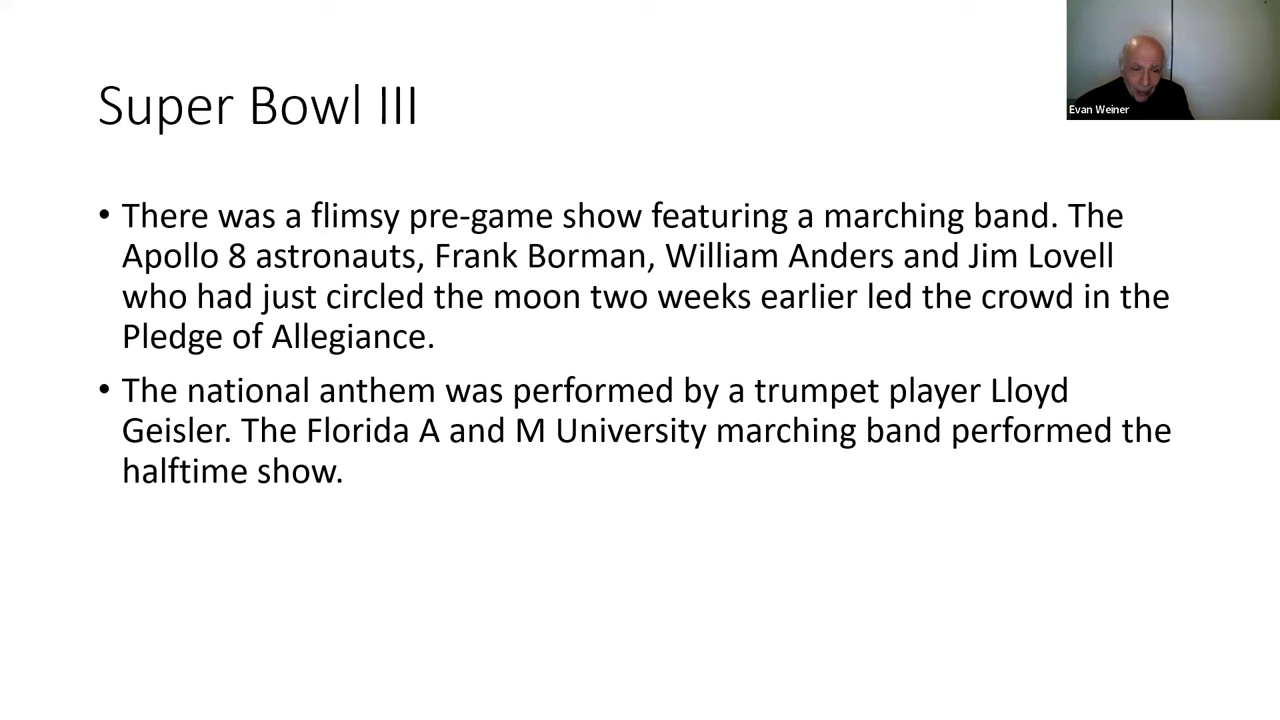 Super Bowl III
Evan Weiner
• There was a flimsy pre-game show featuring a marching band. The
Apollo 8 astronauts, Frank Borman, William Anders and Jim Lovell
who had just circled the moon two weeks earlier led the crowd in the
Pledge of Allegiance.
• The national anthem was performed by a trumpet player Lloyd
Geisler. The Florida A and M University marching band performed the
halftime show.